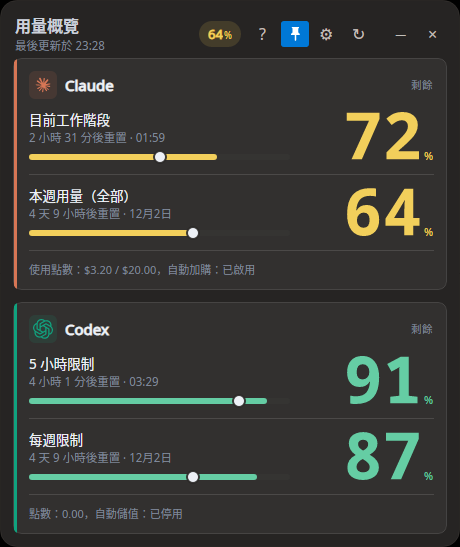 用量概覽
最後更新於 23:28
64%
?
Claude
剩餘
目前工作階段
2 小時 31 分後重置 · 01:59
72%
本週用量（全部）
4 天 9 小時後重置 · 12月2日
64%
使用點數：$3.20 / $20.00，自動加購：已啟用
Codex
剩餘
5 小時限制
4 小時 1 分後重置 · 03:29
91%
每週限制
4 天 9 小時後重置 · 12月2日
87%
點數：0.00，自動儲值：已停用